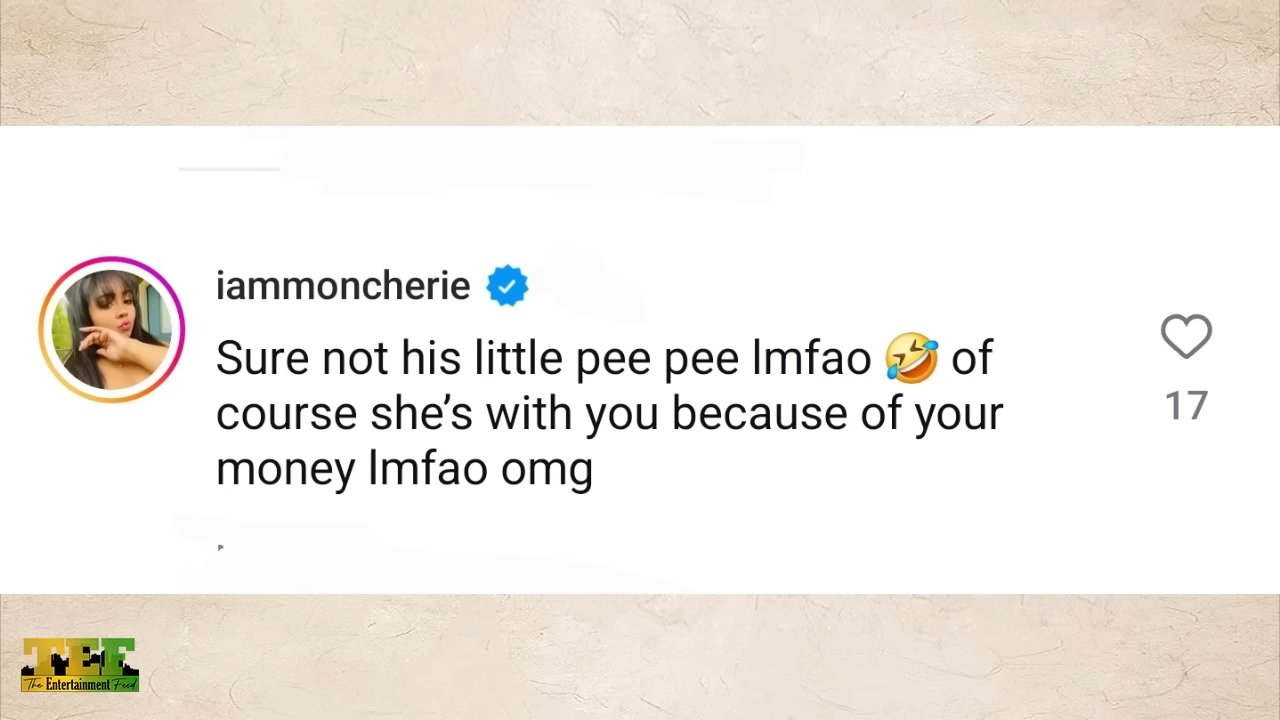 iammoncherie
Sure not his little pee pee lmfao 🤣 of
course she’s with you because of your
money lmfao omg
17
TEF
The Entertainment Feed